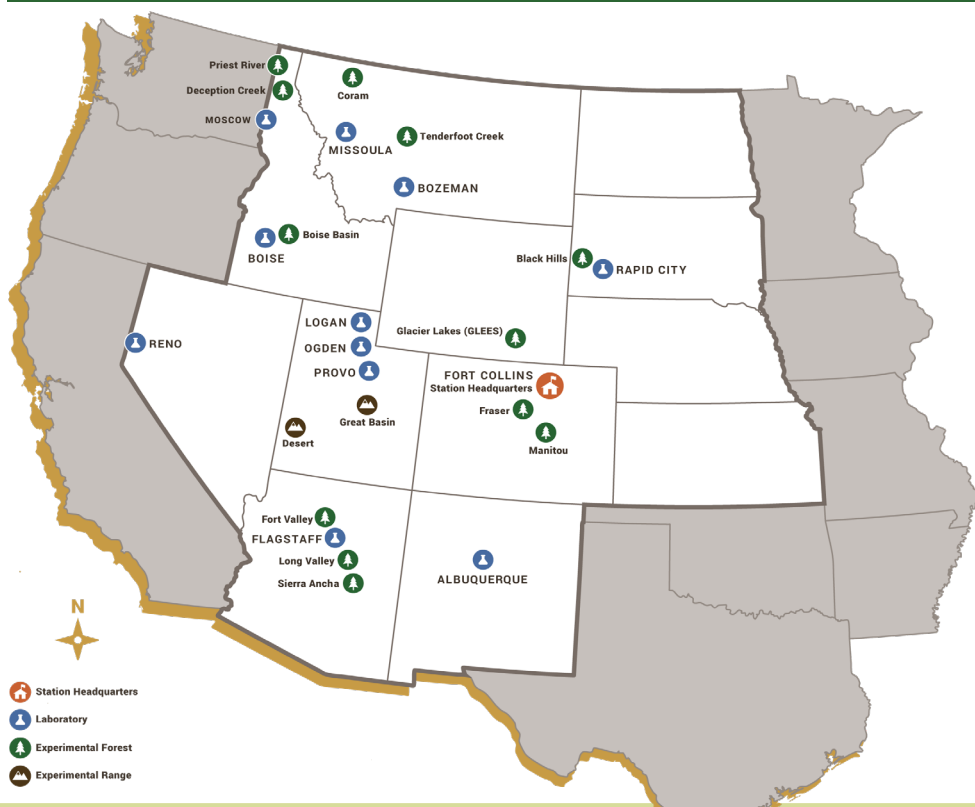 Priest River
Deception Creek
MOSCOW
Coram
MISSOULA
Tenderfoot Creek
BOZEMAN
Boise Basin
BOISE
Black Hills
RAPID CITY
RENO
LOGAN
OGDEN
PROVO
Glacier Lakes (GLEES)
FORT COLLINS
Station Headquarters
Fraser
Manitou
Great Basin
Desert
Fort Valley
FLAGSTAFF
Long Valley
Sierra Ancha
ALBUQUERQUE
N
Station Headquarters
Laboratory
Experimental Forest
Experimental Range